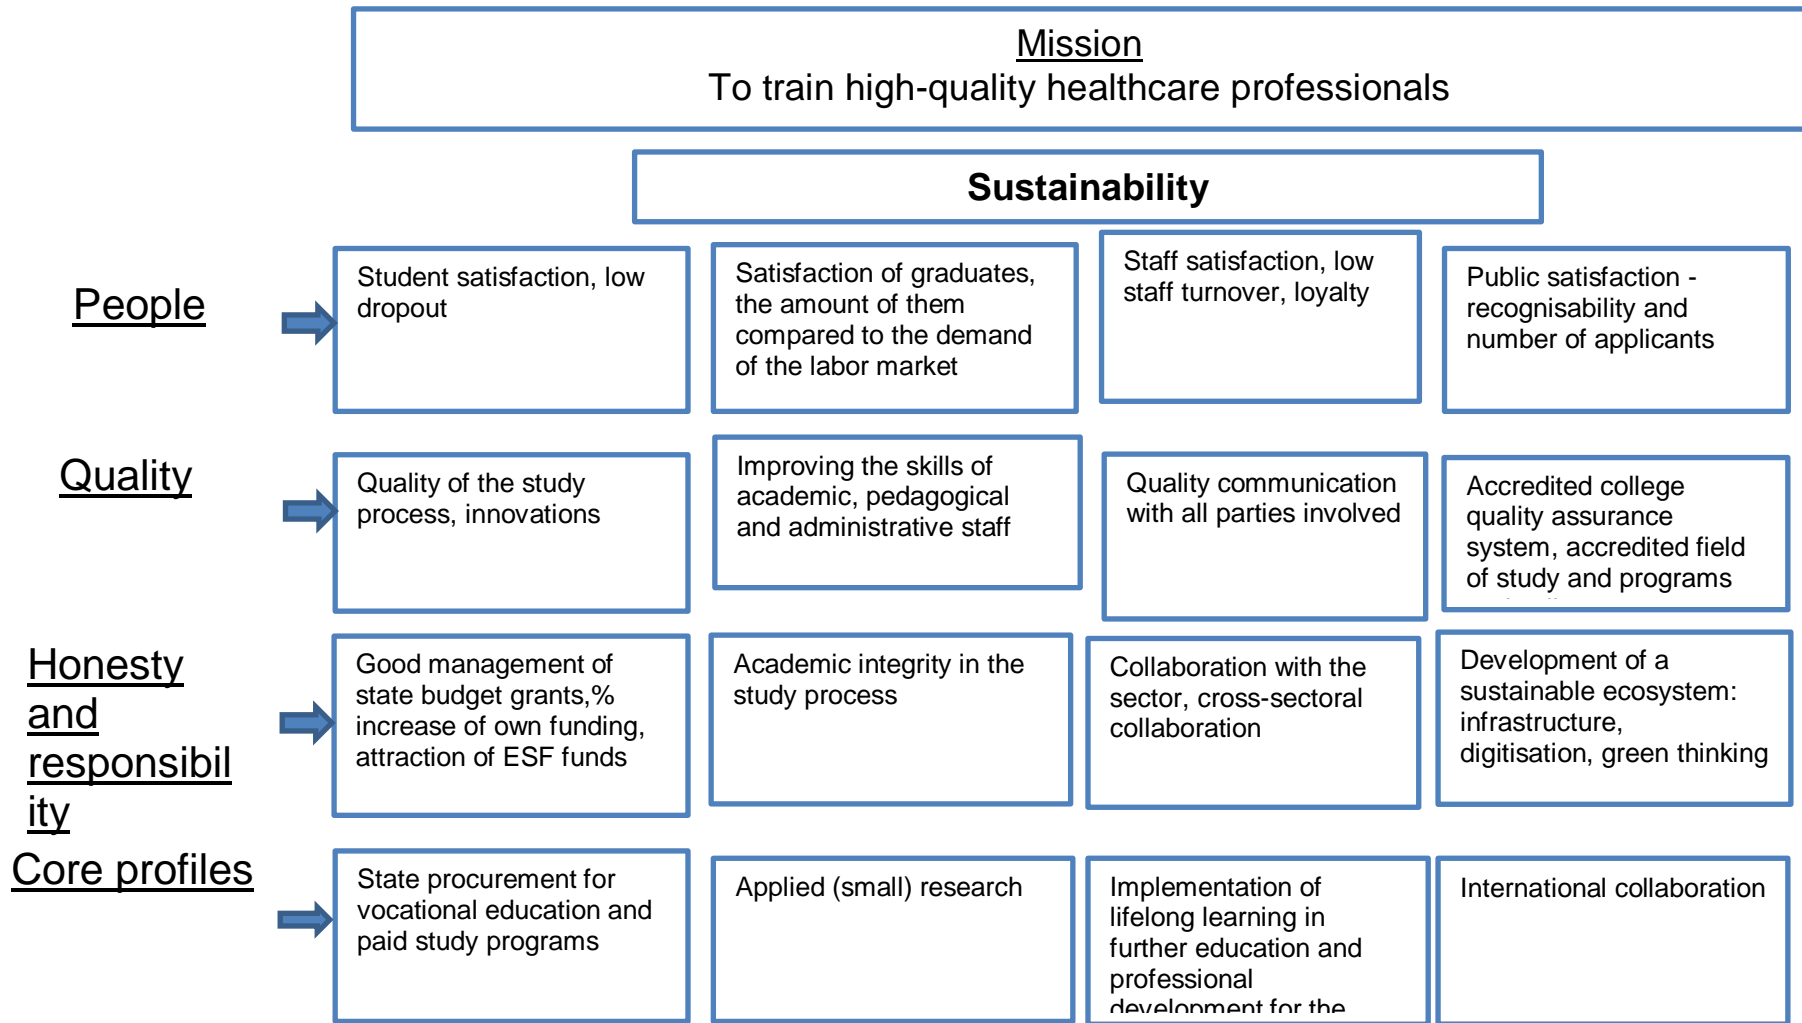 Mission
To train high-quality healthcare professionals
Sustainability
People
Student satisfaction, low
dropout
Satisfaction of graduates,
the amount of them
compared to the demand
of the labor market
Staff satisfaction, low
staff turnover, loyalty
Public satisfaction -
recognisability and
number of applicants
Quality
Quality of the study
process, innovations
Improving the skills of
academic, pedagogical
and administrative staff
Quality communication
with all parties involved
Accredited college
quality assurance
system, accredited field
of study and programs
Honesty
and
responsibil
ity
Good management of
state budget grants,%
increase of own funding,
attraction of ESF funds
Academic integrity in the
study process
Collaboration with the
sector, cross-sectoral
collaboration
Development of a
sustainable ecosystem:
infrastructure,
digitisation, green thinking
Core profiles
State procurement for
vocational education and
paid study programs
Applied (small) research
Implementation of
lifelong learning in
further education and
professional
development for the
International collaboration